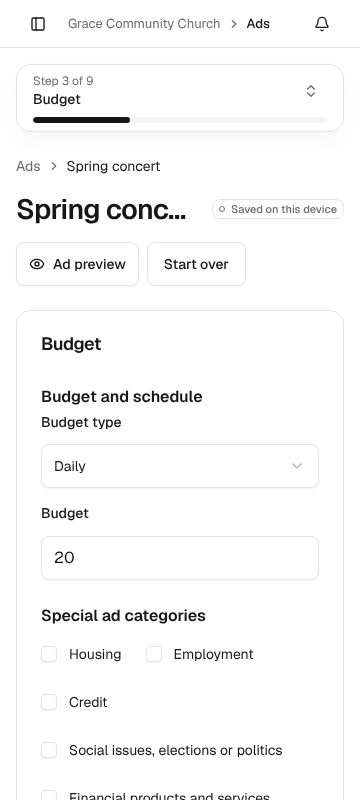 Grace Community Church > Ads
Step 3 of 9
Budget
Ads > Spring concert
Spring conc...
Saved on this device
Ad preview
Start over
Budget
Budget and schedule
Budget type
Daily
Budget
20
Special ad categories
Housing
Employment
Credit
Social issues, elections or politics
Financial products and services